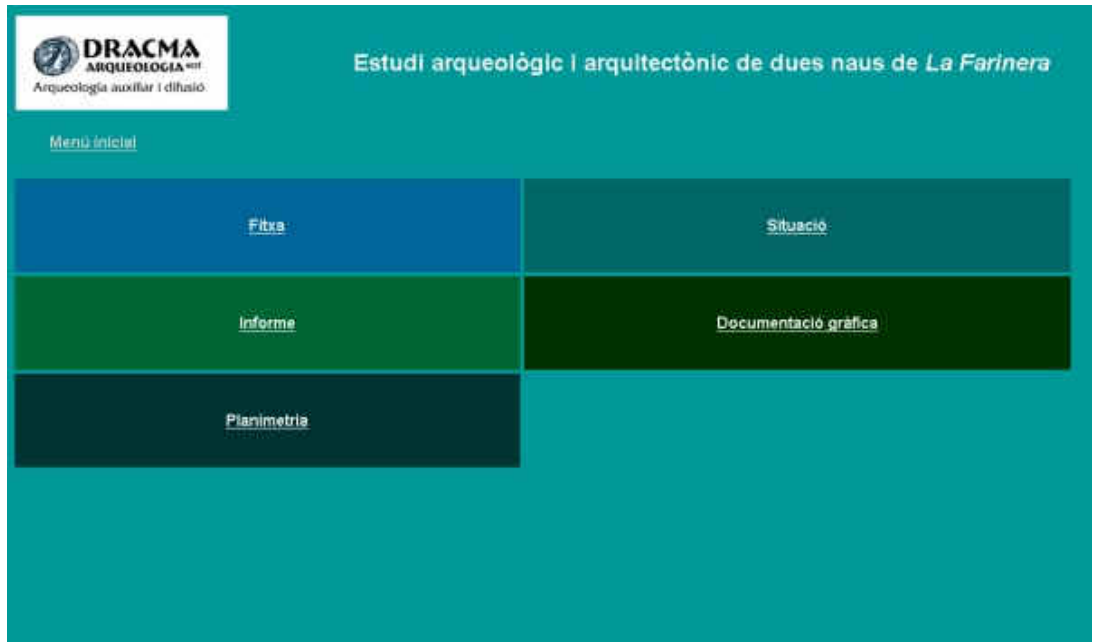 DRACMA
ARQUEOLOGIA
Arqueologia auxiliar i difusió
Estudi arqueològic i arquitectònic de dues naus de La Farinera
Menú inicial
Fitxa
Situació
Informe
Documentació gràfica
Planimetria